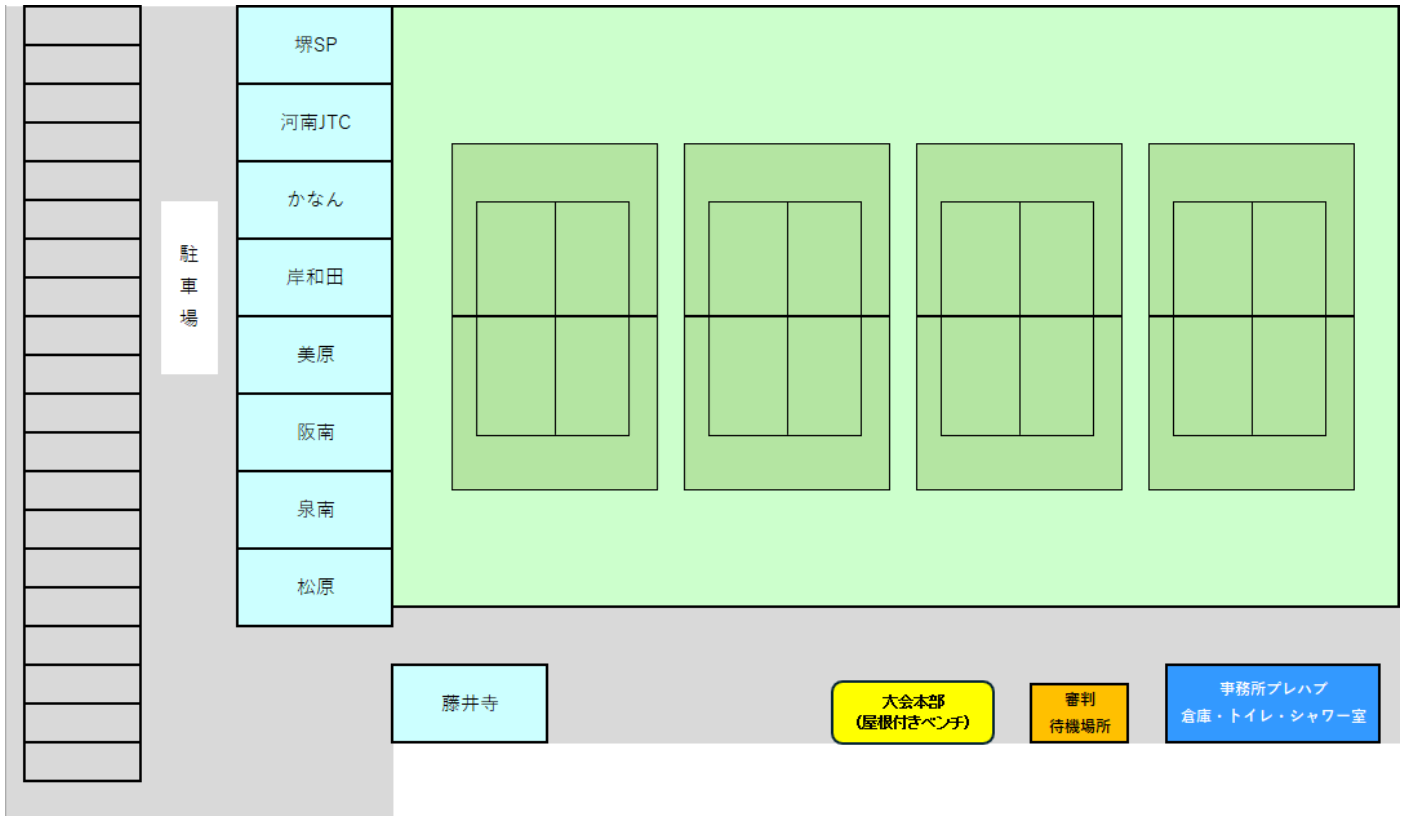 堺SP
河南JTC
かなん
岸和田
美原
阪南
泉南
松原
駐
車
場
藤井寺
大会本部
(屋根付きベンチ)
審判
待機場所
事務所プレハブ
倉庫・トイレ・シャワー室